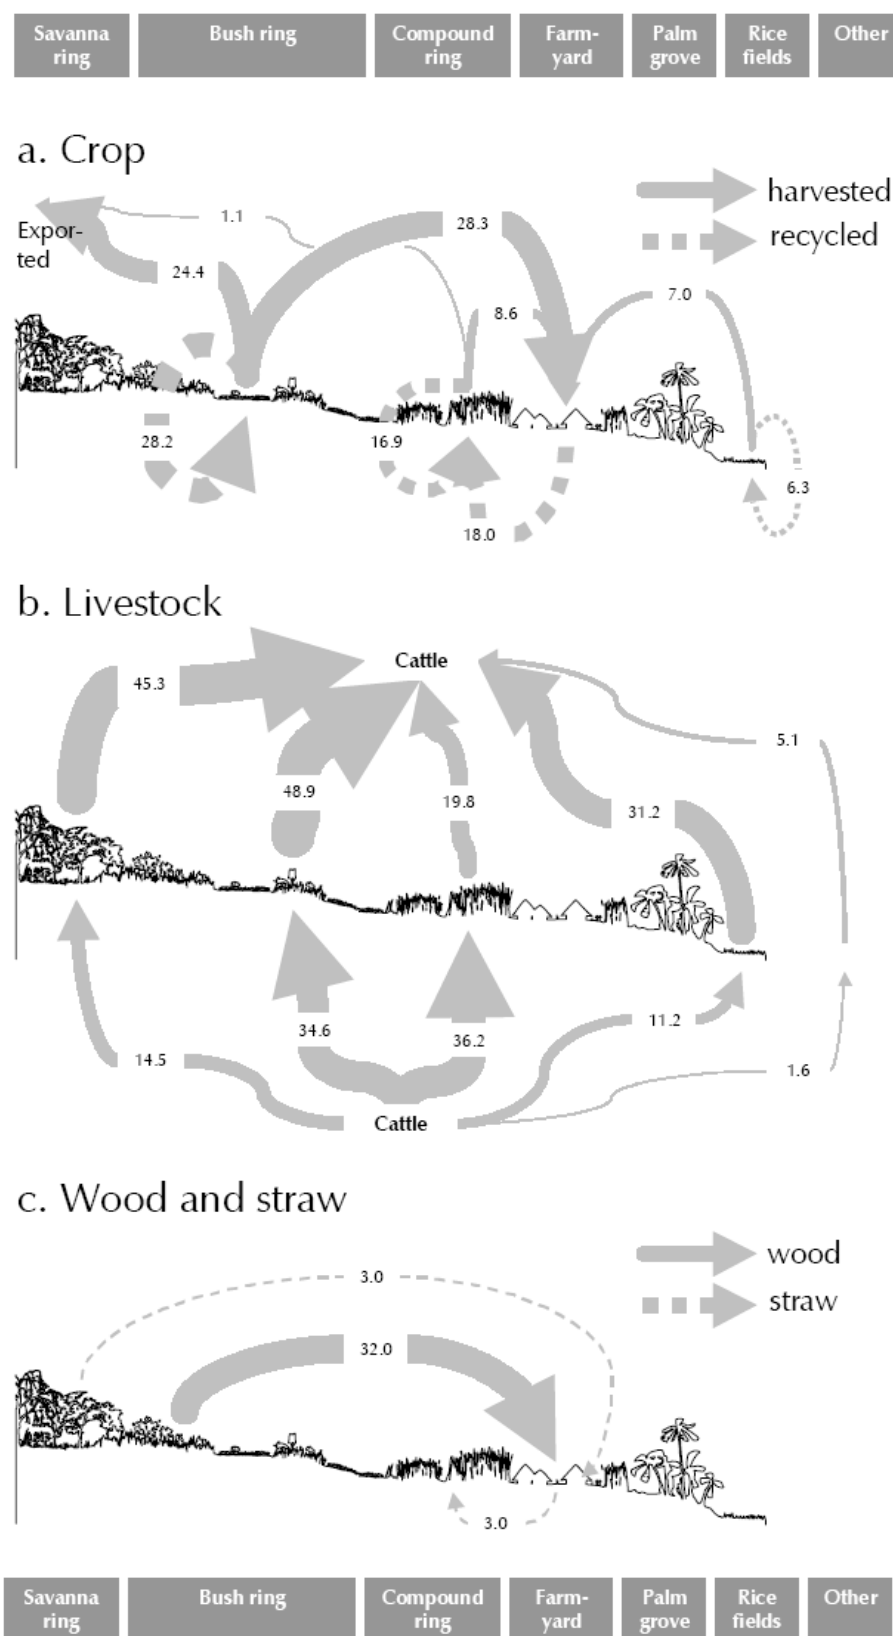 Savanna
ring
Bush ring
Compound
ring
Farm-
yard
Palm
grove
Rice
fields
Other
a. Crop
harvested
recycled
Expor-
ted
1.1
28.3
24.4
8.6
7.0
28.2
16.9
18.0
6.3
b. Livestock
Cattle
45.3
5.1
48.9
19.8
31.2
34.6
36.2
11.2
14.5
1.6
Cattle
c. Wood and straw
wood
straw
3.0
32.0
3.0
Savanna
ring
Bush ring
Compound
ring
Farm-
yard
Palm
grove
Rice
fields
Other